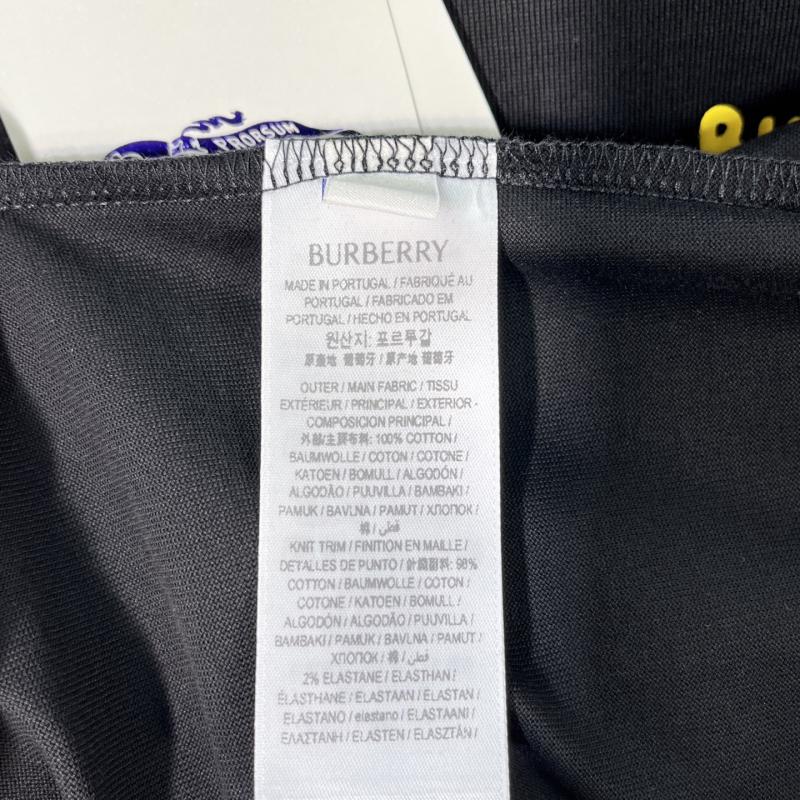 PROBSUM
BURBERRY
MADE IN PORTUGAL / FABRIQUÉ AU
PORTUGAL / FABRICADO EM
PORTUGAL / HECHO EN PORTUGAL
원산지: 포르투갈
原產地 葡萄牙 / 原产地 葡萄牙
OUTER / MAIN FABRIC / TISSU
EXTÉRIEUR / PRINCIPAL / EXTERIOR -
COMPOSICION PRINCIPAL /
外部/主要布料: 100% COTTON /
BAUMWOLLE / COTON / COTONE /
KATOEN / BOMULL / ALGODÓN /
ALGODÃO / PUUVILLA / BAMBAKI /
PAMUK / BAVLNA / PAMUT / ХЛОПОК /
棉 / قطن /
KNIT TRIM / FINITION EN MAILLE /
DETALLES DE PUNTO / 針織副料: 98%
COTTON / BAUMWOLLE / COTON /
COTONE / KATOEN / BOMULL /
ALGODÓN / ALGODÃO / PUUVILLA /
BAMBAKI / PAMUK / BAVLNA / PAMUT /
ХЛОПОК / 棉 / قطن /
2% ELASTANE / ELASTHAN /
ÉLASTHANE / ELASTAAN / ELASTAN /
ELASTANO / elastano / ELASTAANI /
ΕΛΑΣΤΑΝΗ / ELASTEN / ELASZTÁN /